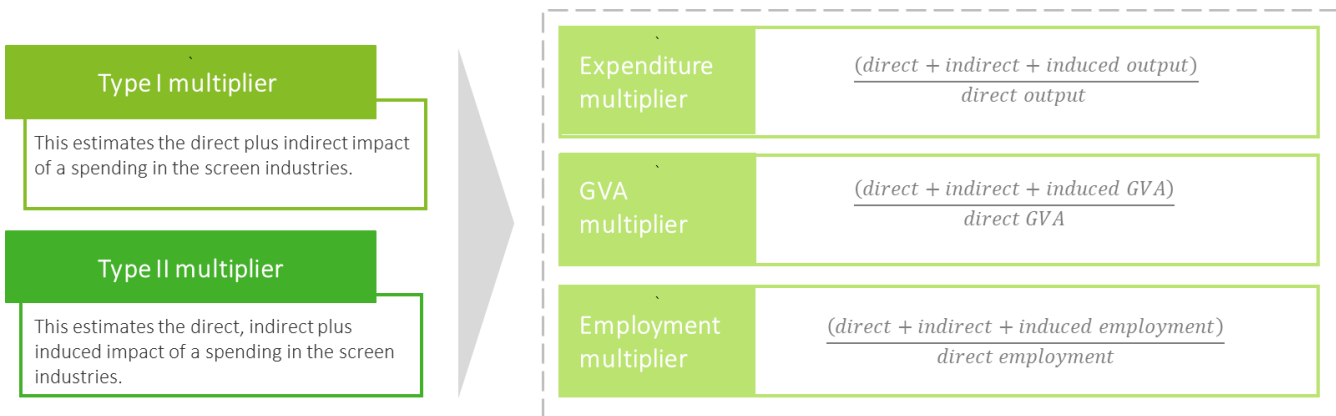 Type I multiplier
This estimates the direct plus indirect impact
of a spending in the screen industries.
Type II multiplier
This estimates the direct, indirect plus
induced impact of a spending in the screen
industries.
Expenditure
multiplier
(direct + indirect + induced output)
direct output
GVA
multiplier
(direct + indirect + induced GVA)
direct GVA
Employment
multiplier
(direct + indirect + induced employment)
direct employment